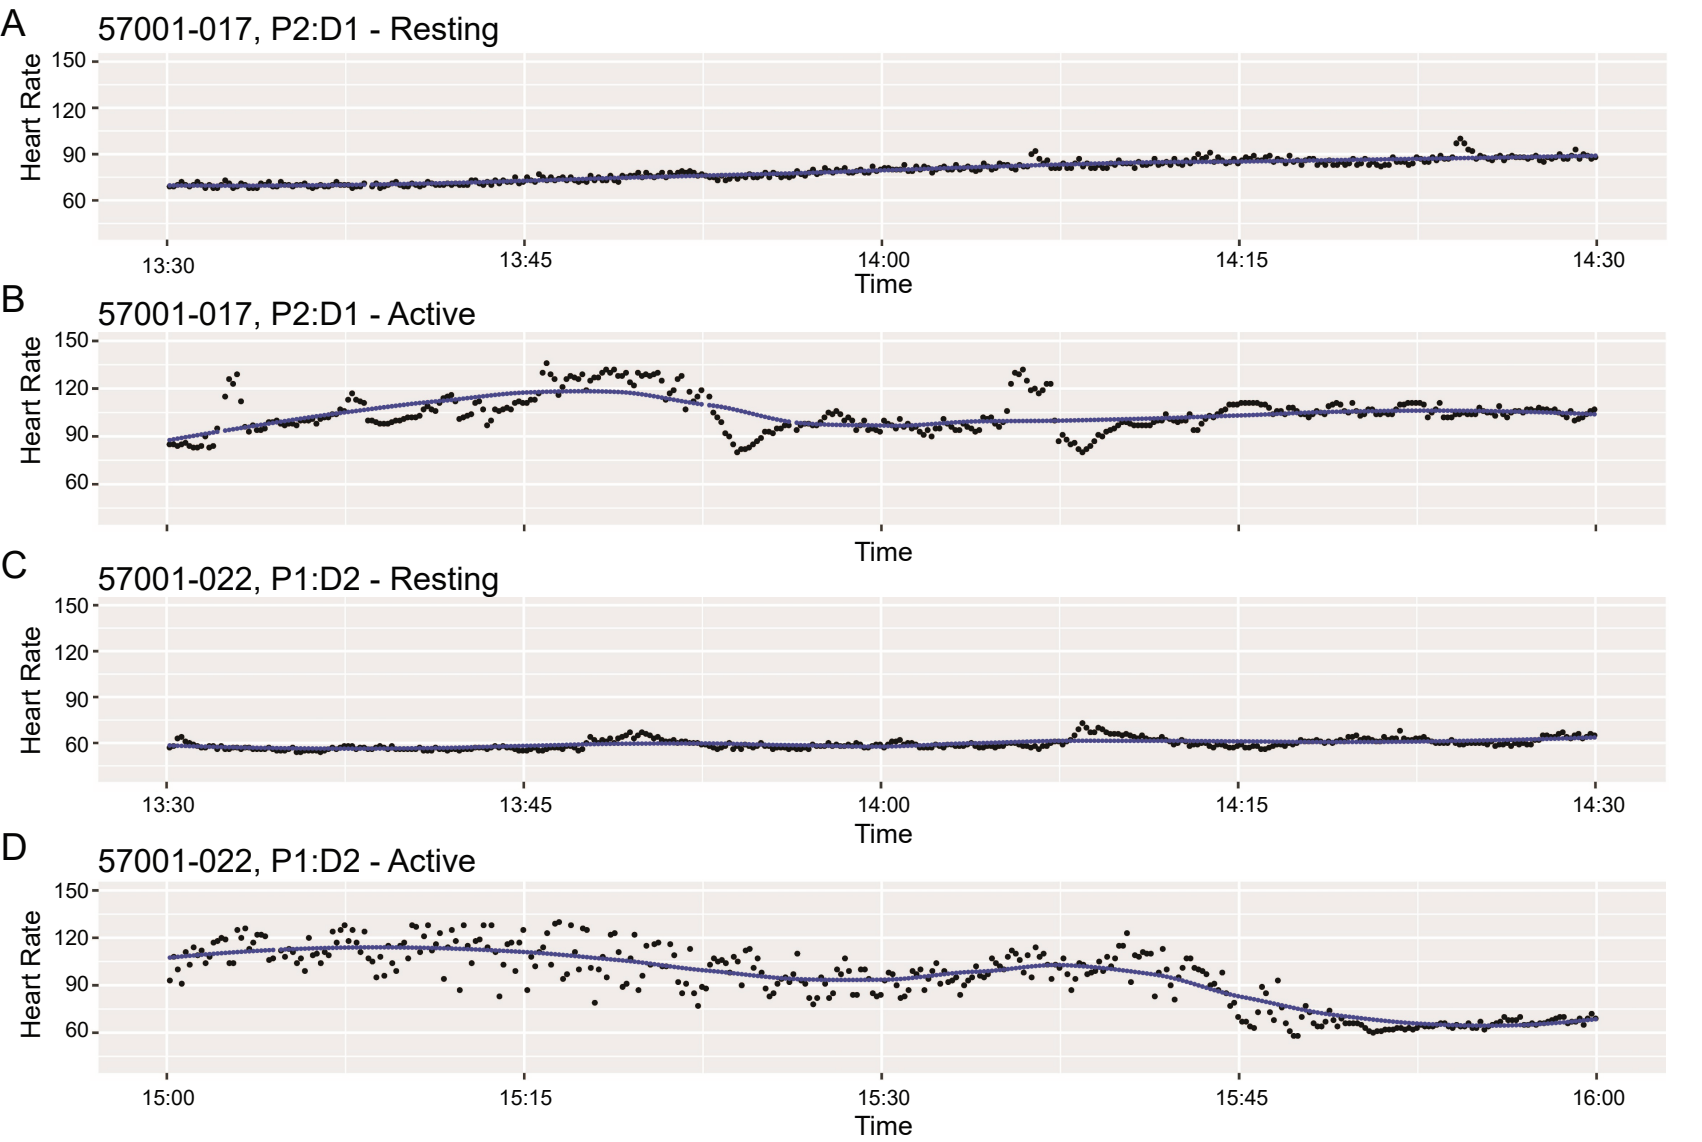 A
57001-017, P2:D1 - Resting
Heart Rate
150
120
90
60
13:30 13:45 14:00 14:15 14:30
Time
B
57001-017, P2:D1 - Active
Heart Rate
150
120
90
60
Time
C
57001-022, P1:D2 - Resting
Heart Rate
150
120
90
60
13:30 13:45 14:00 14:15 14:30
Time
D
57001-022, P1:D2 - Active
Heart Rate
150
120
90
60
15:00 15:15 15:30 15:45 16:00
Time